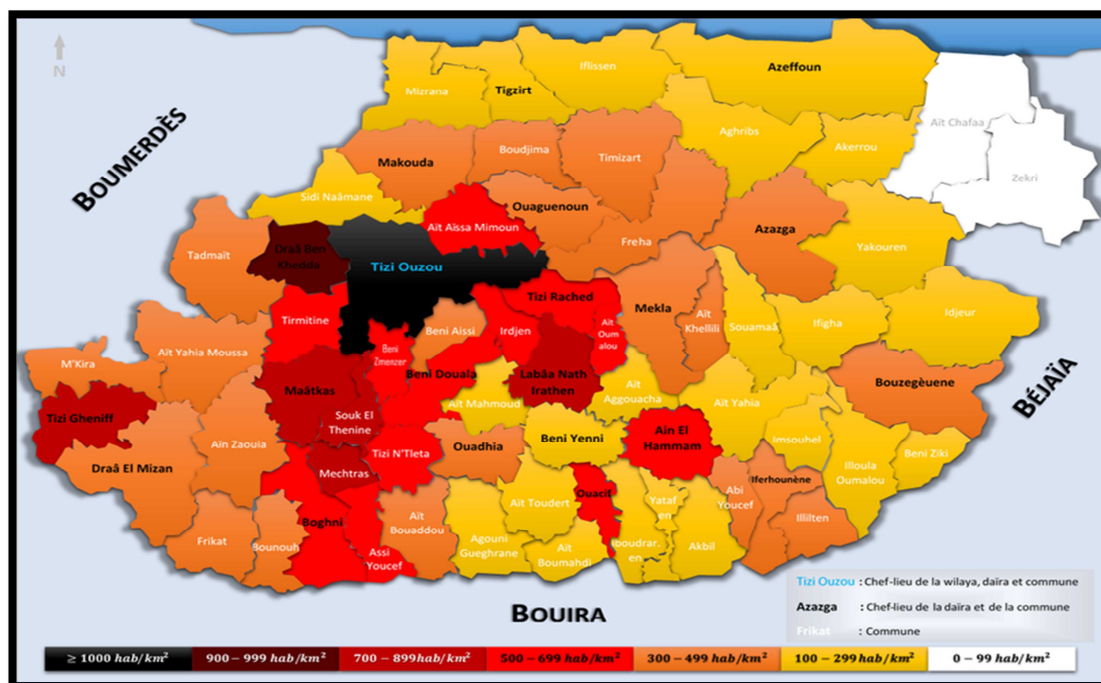 N
BOUMERDÈS
BÉJAÏA
BOUIRA
Mizrana
Tigzirt
Iflissen
Azeffoun
Aït Chafaa
Zekri
Akerrou
Aghribs
Timizart
Boudjima
Makouda
Sidi Naâmane
Ouaguenoun
Aït Aïssa Mimoun
Freha
Azazga
Yakouren
Tadmaït
Draâ Ben
Khedda
Tizi Ouzou
Tirmitine
Beni
Zmenzer
Beni Aissi
Irdjen
Tizi Rached
Aït
Oum
alou
Mekla
Aït
Khellili
Souamaâ
Ifigha
Idjeur
M'Kira
Aït Yahia Moussa
Maâtkas
Beni Douala
Labâa Nath
Irathen
Aït Mahmoud
Aït
Aggouacha
Aït Yahia
Bouzegèuene
Tizi Gheniff
Souk El
Thenine
Aïn Zaouia
Draâ El Mizan
Mechtras
Tizi N'Tleta
Ouadhia
Beni Yenni
Ain El
Hammam
Imsouhel
Illoula
Oumalou
Beni Ziki
Iferhounène
Illilten
Abi
Youcef
Akbil
Yataf
en
Iboudrar.
en
Ouacif
Aït Toudert
Aït
Boumahdi
Agouni
Gueghrane
Aït
Bouaddou
Assi
Youcef
Boghni
Bounouh
Frikat
Tizi Ouzou : Chef-lieu de la wilaya, daïra et commune
Azazga : Chef-lieu de la daïra et de la commune
Frikat : Commune
≥ 1000 hab/km²
900 – 999 hab/km²
700 – 899hab/km²
500 – 699 hab/km²
300 – 499 hab/km²
100 – 299 hab/km²
0 – 99 hab/km²